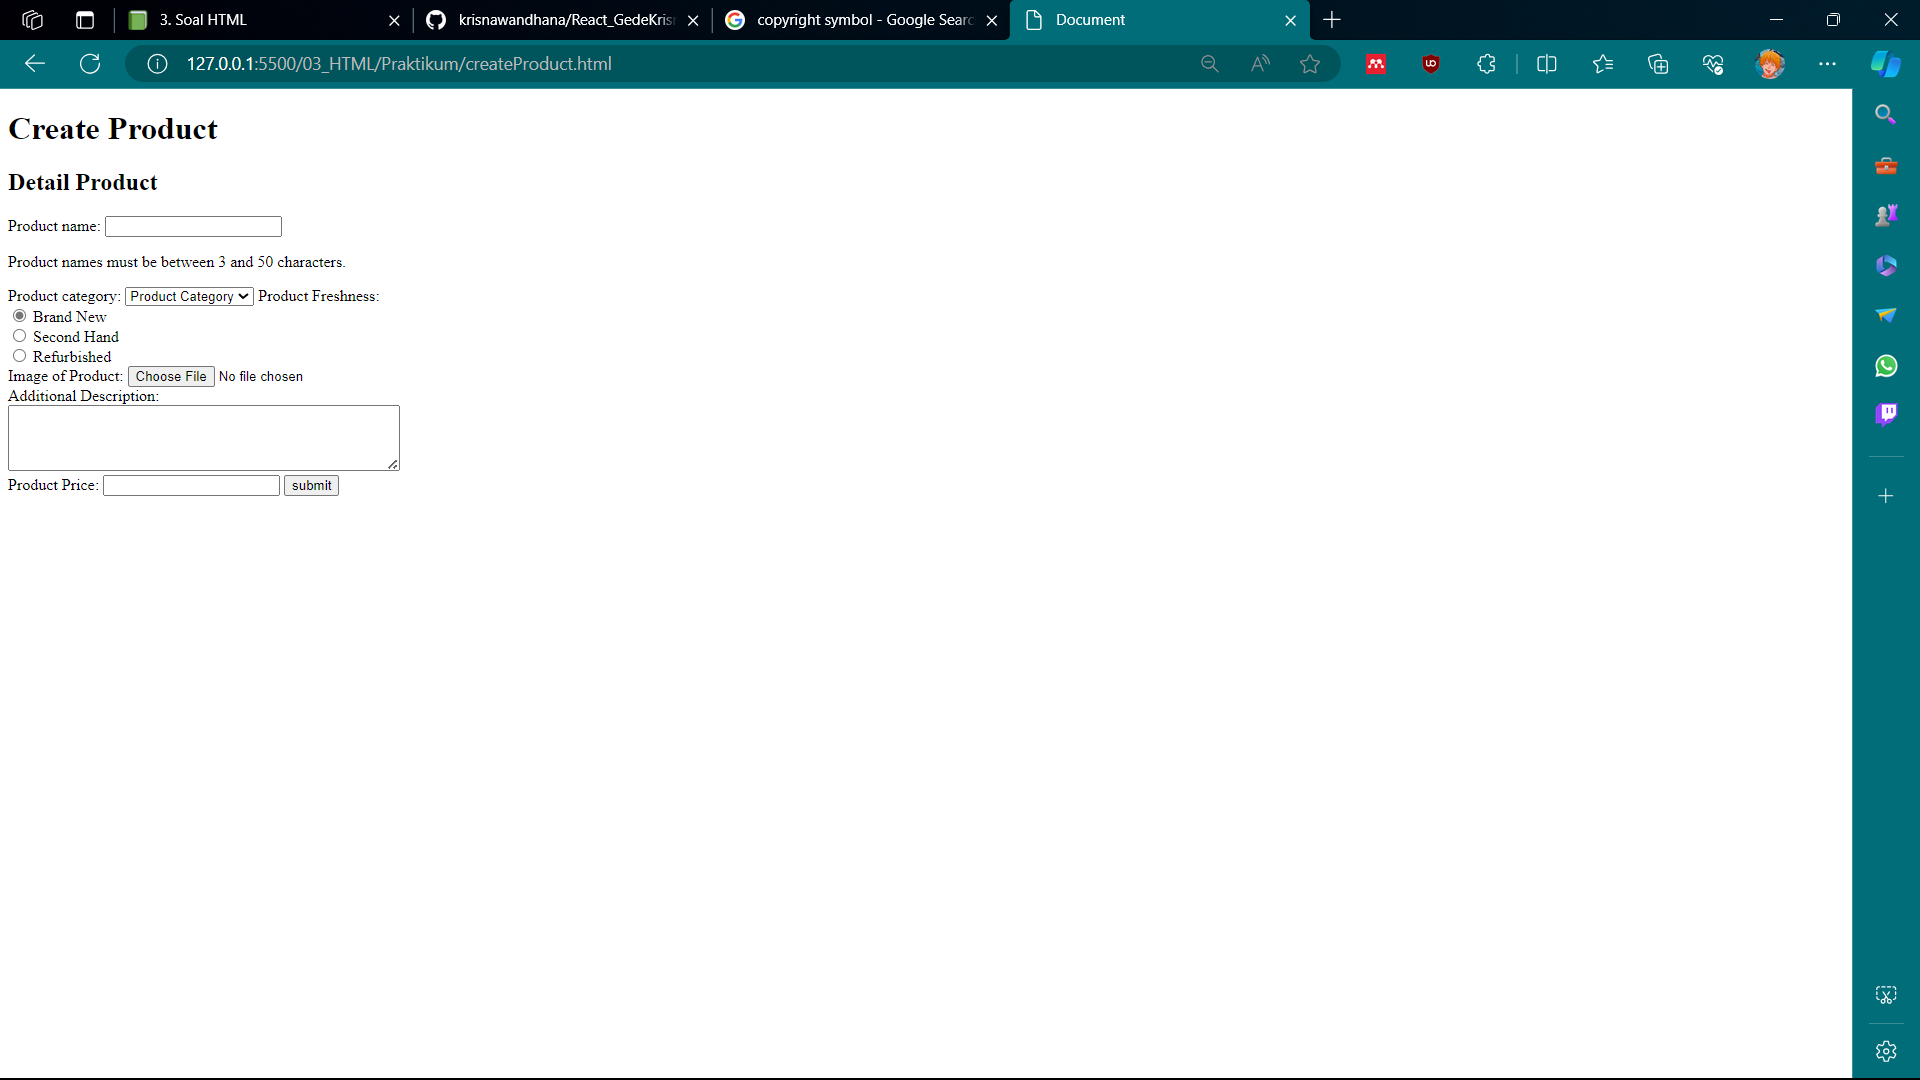 3. Soal HTML
krisnawandhana/React_GedeKris
copyright symbol - Google Searc
Document
127.0.0.1:5500/03_HTML/Praktikum/createProduct.html
Create Product
Detail Product
Product name:
Product names must be between 3 and 50 characters.
Product category: Product Category Product Freshness:
Brand New
Second Hand
Refurbished
Image of Product: Choose File No file chosen
Additional Description:
Product Price: submit